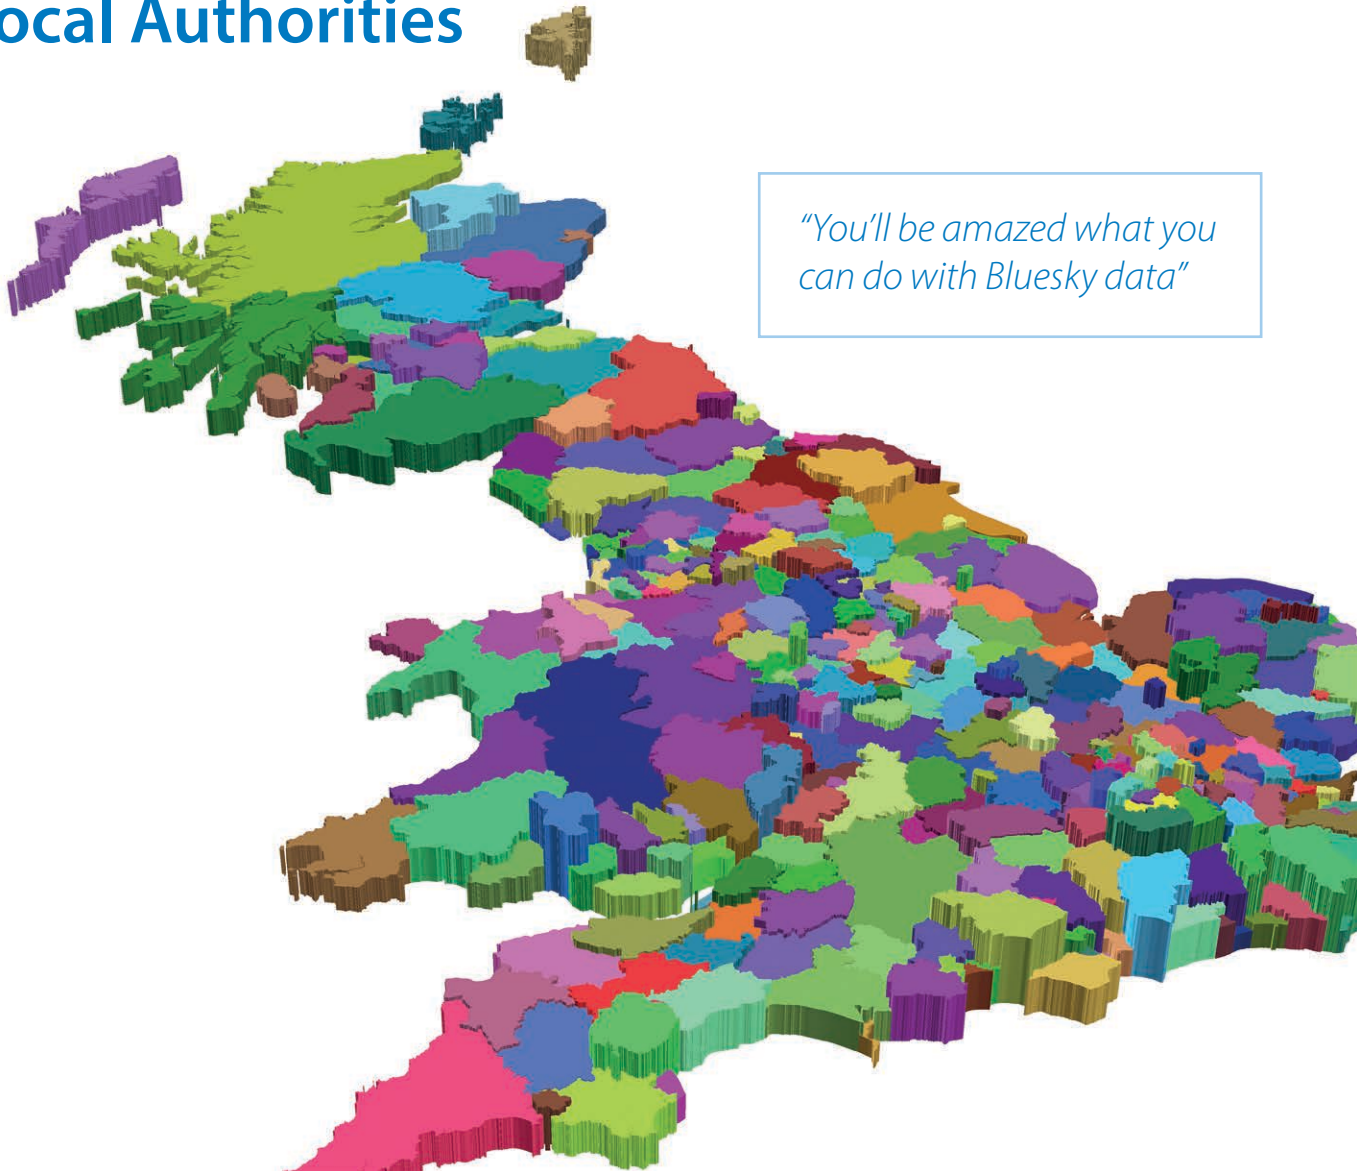 ocal Authorities
“You’ll be amazed what you
can do with Bluesky data”